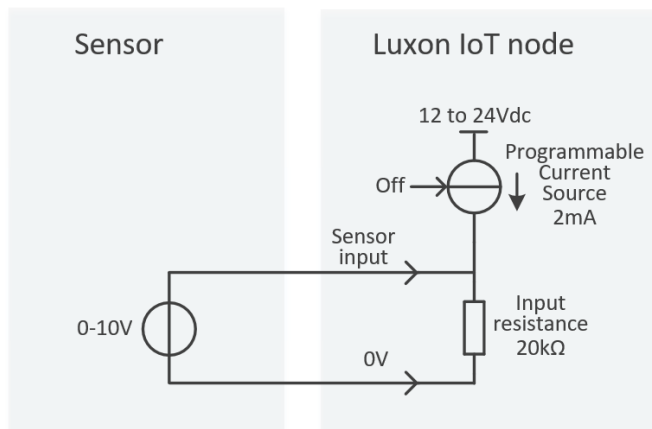 Sensor
Luxon IoT node
12 to 24Vdc
Programmable
Current
Source
2mA
Off
Sensor
input
0-10V
Input
resistance
20kΩ
0V